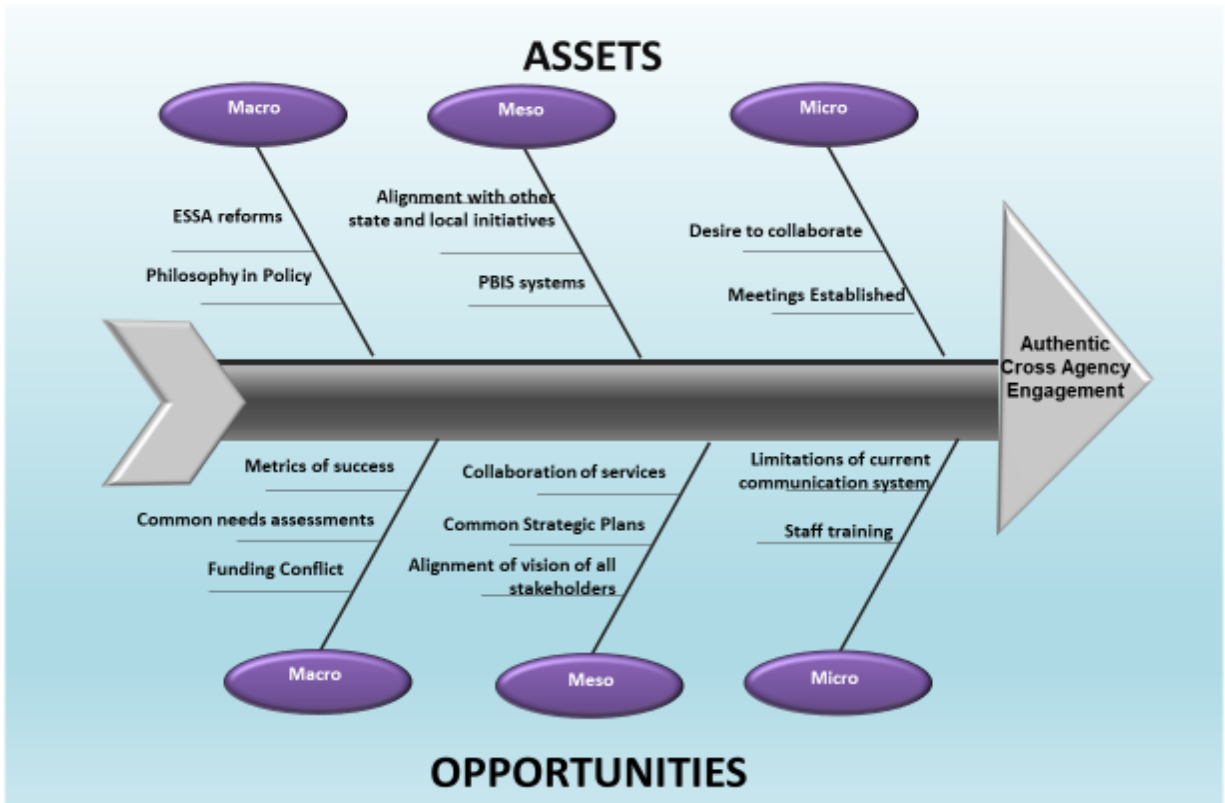 ASSETS
Macro
Meso
Micro
ESSA reforms
Philosophy in Policy
Alignment with other
state and local initiatives
PBIS systems
Desire to collaborate
Meetings Established
Authentic
Cross Agency
Engagement
Metrics of success
Common needs assessments
Funding Conflict
Collaboration of services
Common Strategic Plans
Alignment of vision of all
stakeholders
Limitations of current
communication system
Staff training
Macro
Meso
Micro
OPPORTUNITIES